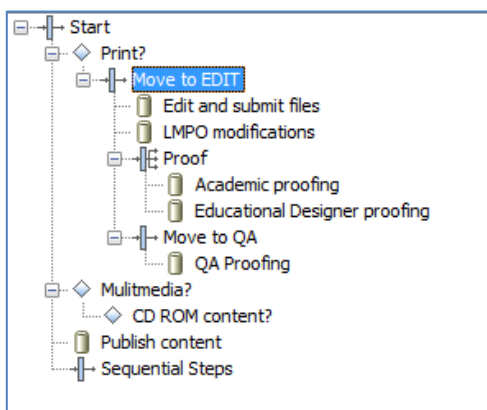 Start
Print?
Move to EDIT
Edit and submit files
LMPO modifications
Proof
Academic proofing
Educational Designer proofing
Move to QA
QA Proofing
Mulitmedia?
CD ROM content?
Publish content
Sequential Steps